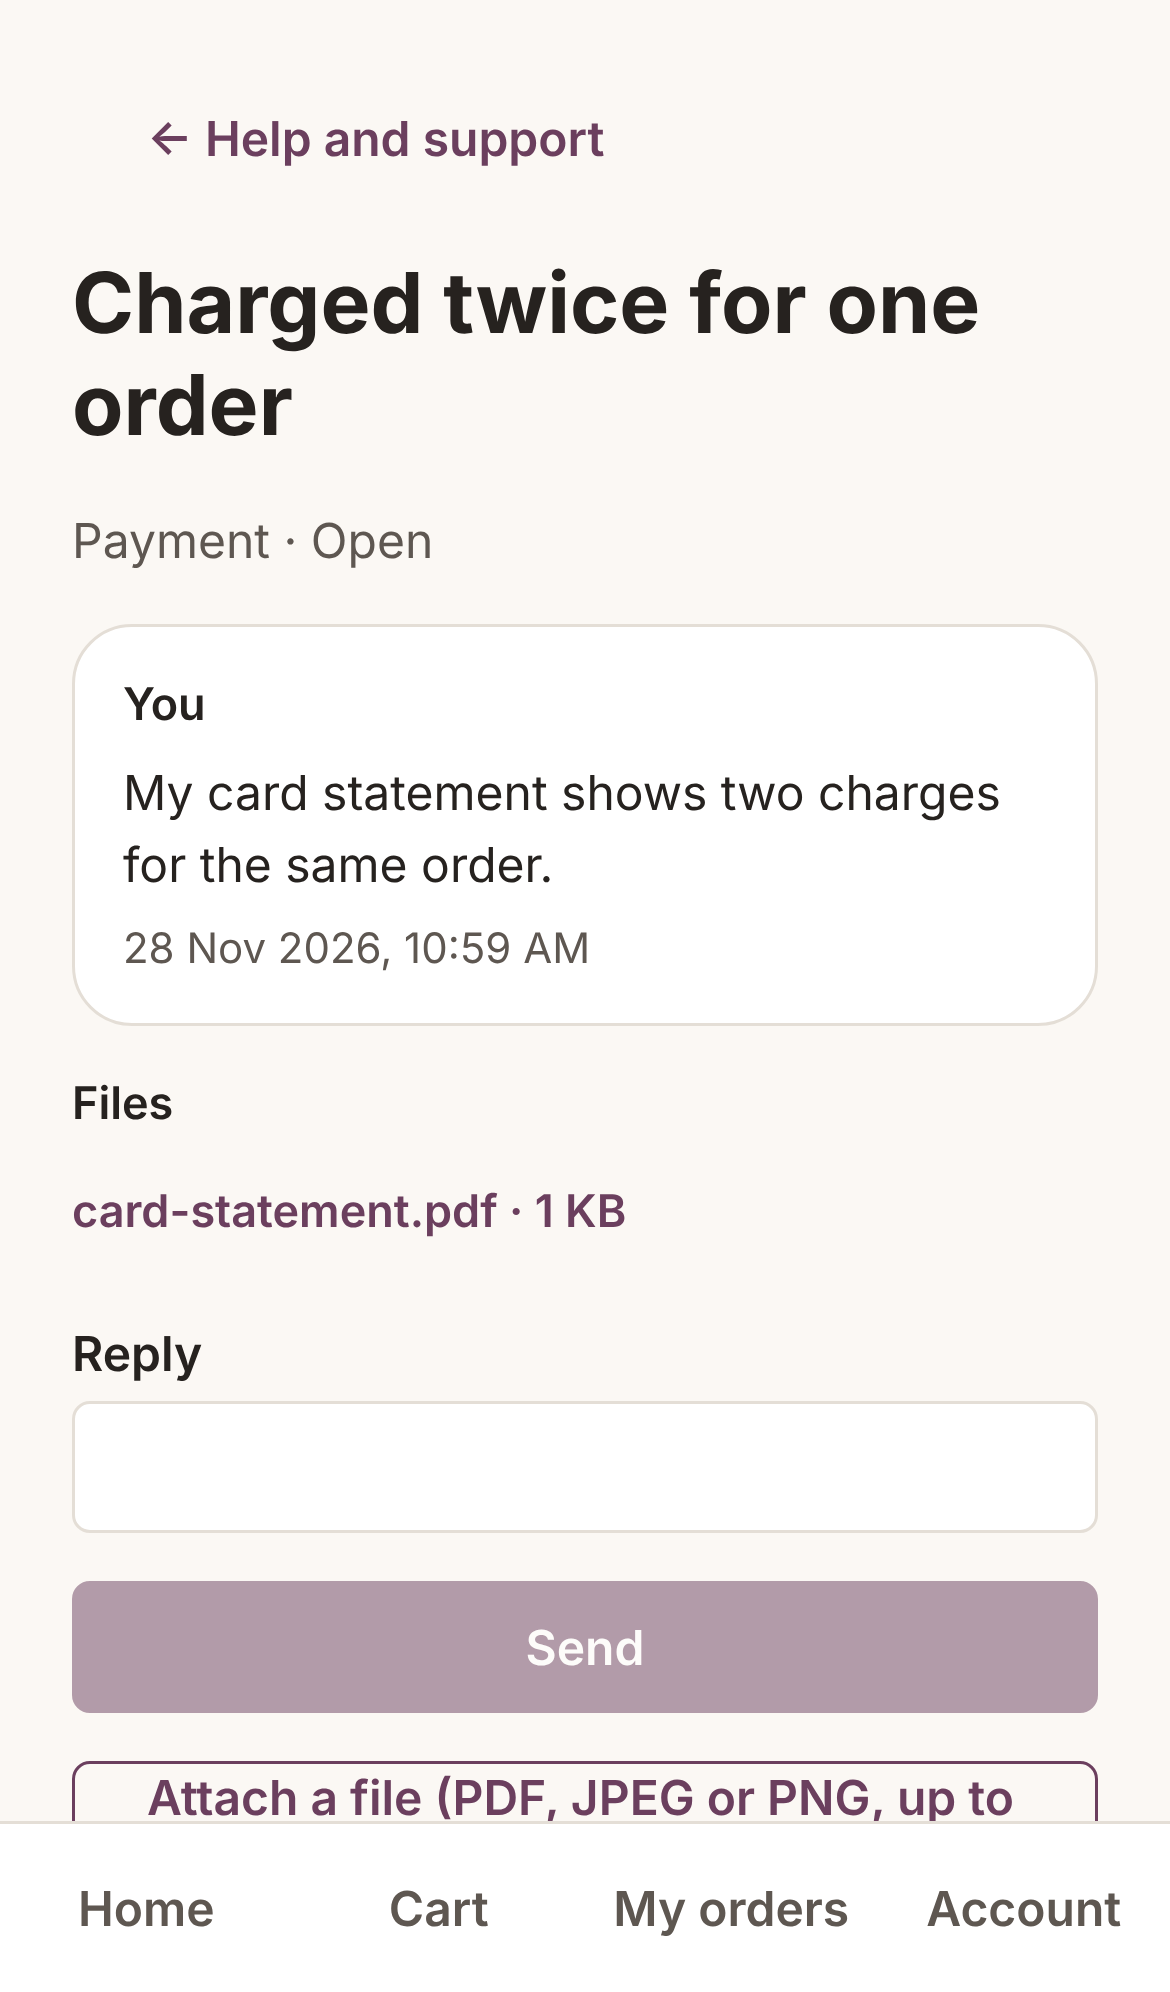 ← Help and support
Charged twice for one
order
Payment · Open
You
My card statement shows two charges
for the same order.
28 Nov 2026, 10:59 AM
Files
card-statement.pdf · 1 KB
Reply
Send
Attach a file (PDF, JPEG or PNG, up to
Home
Cart
My orders
Account